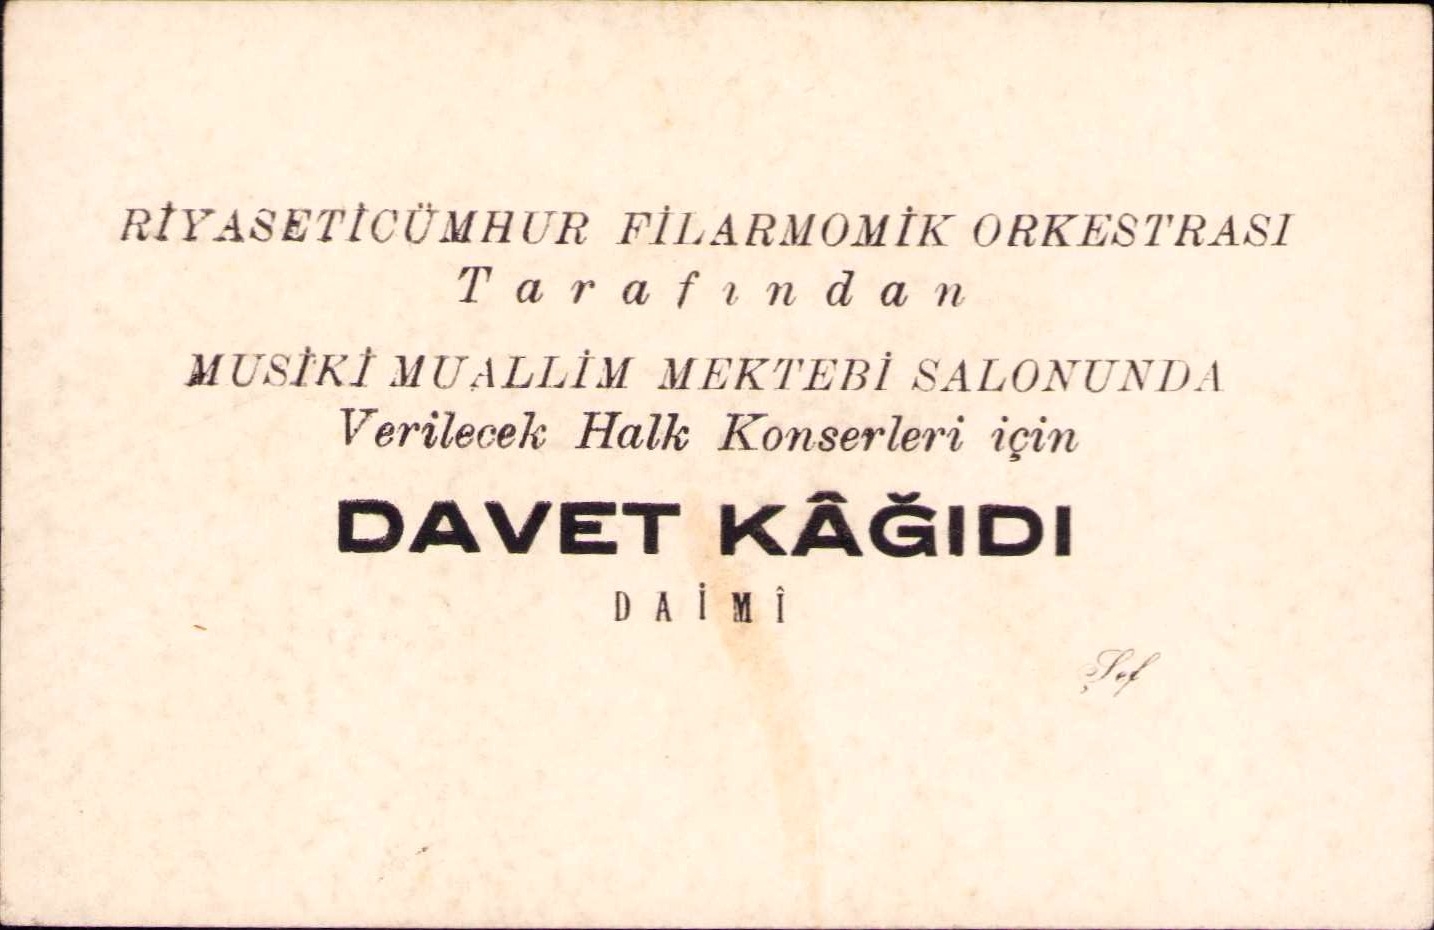 RİYASETİCÜMHUR FİLARMOMİK ORKESTRASI
Tarafından
MUSİKİ MUALLİM MEKTEBİ SALONUNDA
Verilecek Halk Konserleri için
DAVET KÂĞIDI
DAİMÎ
Şef